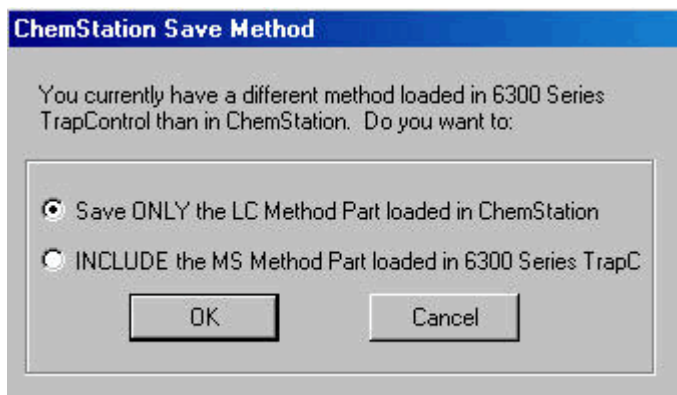 ChemStation Save Method
You currently have a different method loaded in 6300 Series
TrapControl than in ChemStation. Do you want to:
Save ONLY the LC Method Part loaded in ChemStation
INCLUDE the MS Method Part loaded in 6300 Series TrapC
OK
Cancel